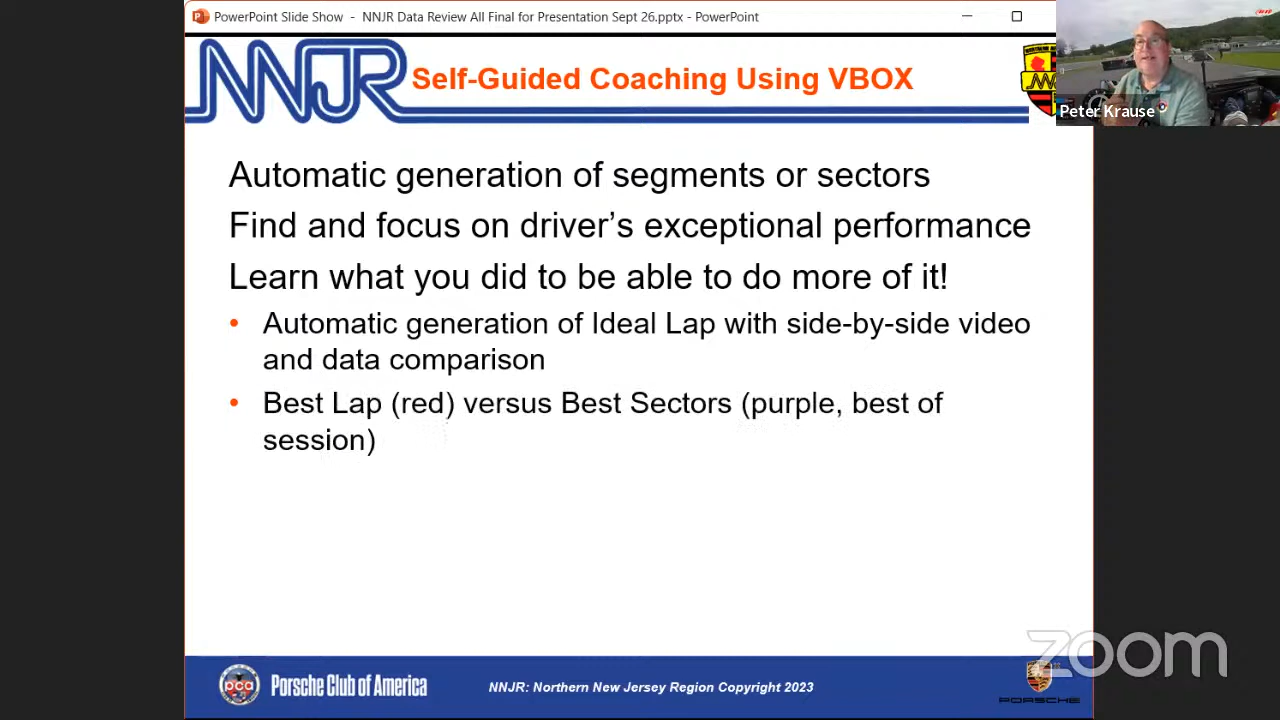 PowerPoint Slide Show - NNJR Data Review All Final for Presentation Sept 26.pptx - PowerPoint
NNJR
Self-Guided Coaching Using VBOX
Peter Krause
Automatic generation of segments or sectors
Find and focus on driver’s exceptional performance
Learn what you did to be able to do more of it!
• Automatic generation of Ideal Lap with side-by-side video
and data comparison
• Best Lap (red) versus Best Sectors (purple, best of
session)
zoom
pca
Porsche Club of America
NNJR: Northern New Jersey Region Copyright 2023
PORSCHE